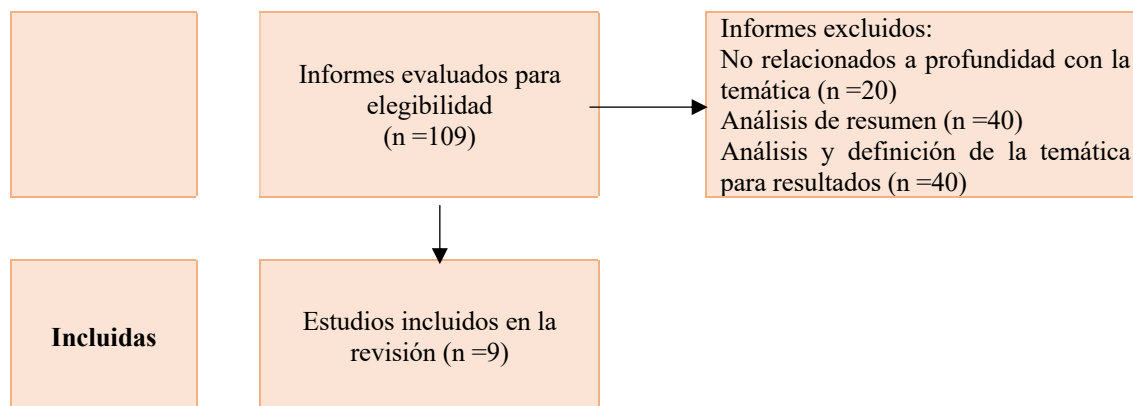 Informes evaluados para
elegibilidad
(n =109)
Informes excluidos:
No relacionados a profundidad con la
temática (n =20)
Análisis de resumen (n =40)
Análisis y definición de la temática
para resultados (n =40)
Incluidas
Estudios incluidos en la
revisión (n =9)